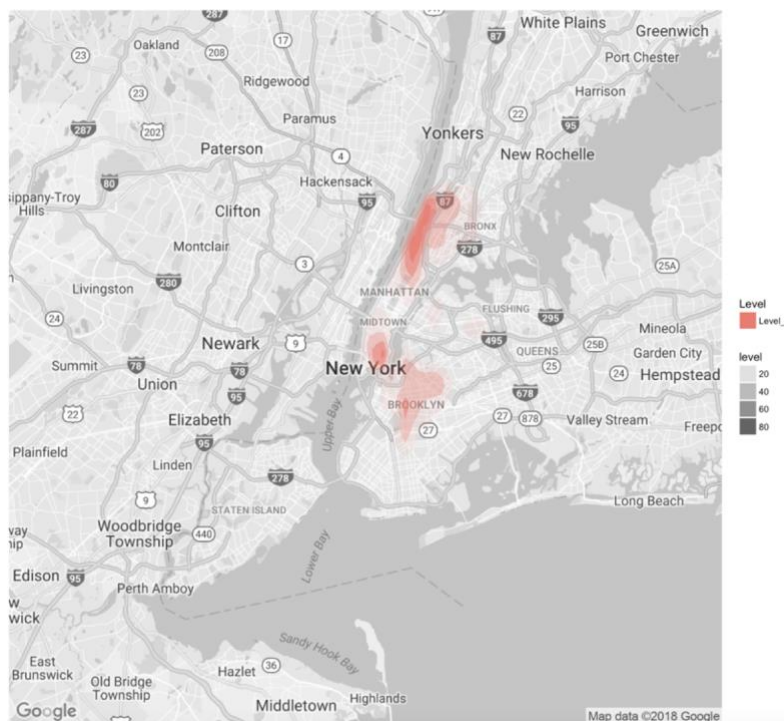 287
White Plains
Greenwich
87
Oakland
17
Port Chester
23
208
Ridgewood
Harrison
23
Paramus
22
95
287
202
Yonkers
4
New Rochelle
Paterson
80
Hackensack
95
87
sippany-Troy
Hills
Clifton
BRONX
278
Montclair
3
25A
280
MANHATTAN
Livingston
FLUSHING
295
24
MIDTOWN
Mineola
Newark
9
495
25B
Garden City
QUEENS
Summit
78
78
New York
25
24
Hempstead
Union
95
678
22
BROOKLYN
27
878
Elizabeth
27
Valley Stream
Freep
Upper Bay
95
Plainfield
Linden
278
Long Beach
9
STATEN ISLAND
Woodbridge
Township
440
Lower Bay
Edison
95
Perth Amboy
wick
Sandy Hook Bay
East
Brunswick
Hazlet
36
Old Bridge
Township
Middletown
Highlands
Google
Map data ©2018 Google
Level
Level_
level
20
40
60
80